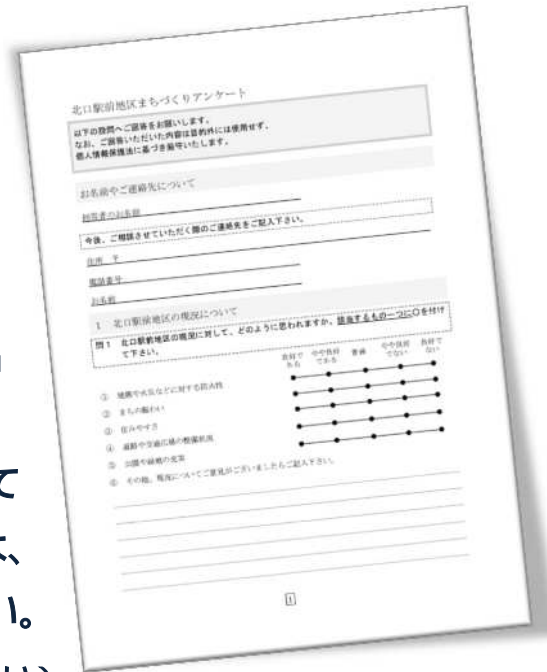 北口駅前地区まちづくりアンケート
以下の設問へご回答をお願いします。
なお、ご回答いただいた内容は目的外には使用せず、
個人情報保護法に基づき厳守いたします。
お名前やご連絡先について
お名前
今後、ご相談させていただく際のご連絡先をご記入下さい。
住所 〒
電話番号
お名前
1 北口駅前地区の現況について
問1 北口駅前地区の現況に対して、どのように思われますか。該当するもの一つに○を付け
て下さい。
良好で
ある
やや良好
である
普通
やや良好
でない
良好で
ない
① 地震や火災などに対する防火性
② まちの賑わい
③ 住みやすさ
④ 道路や交通広場の整備状況
⑤ 公園や緑地の充実
⑥ その他、現況についてご意見がございましたらご記入下さい。
1
て
い。